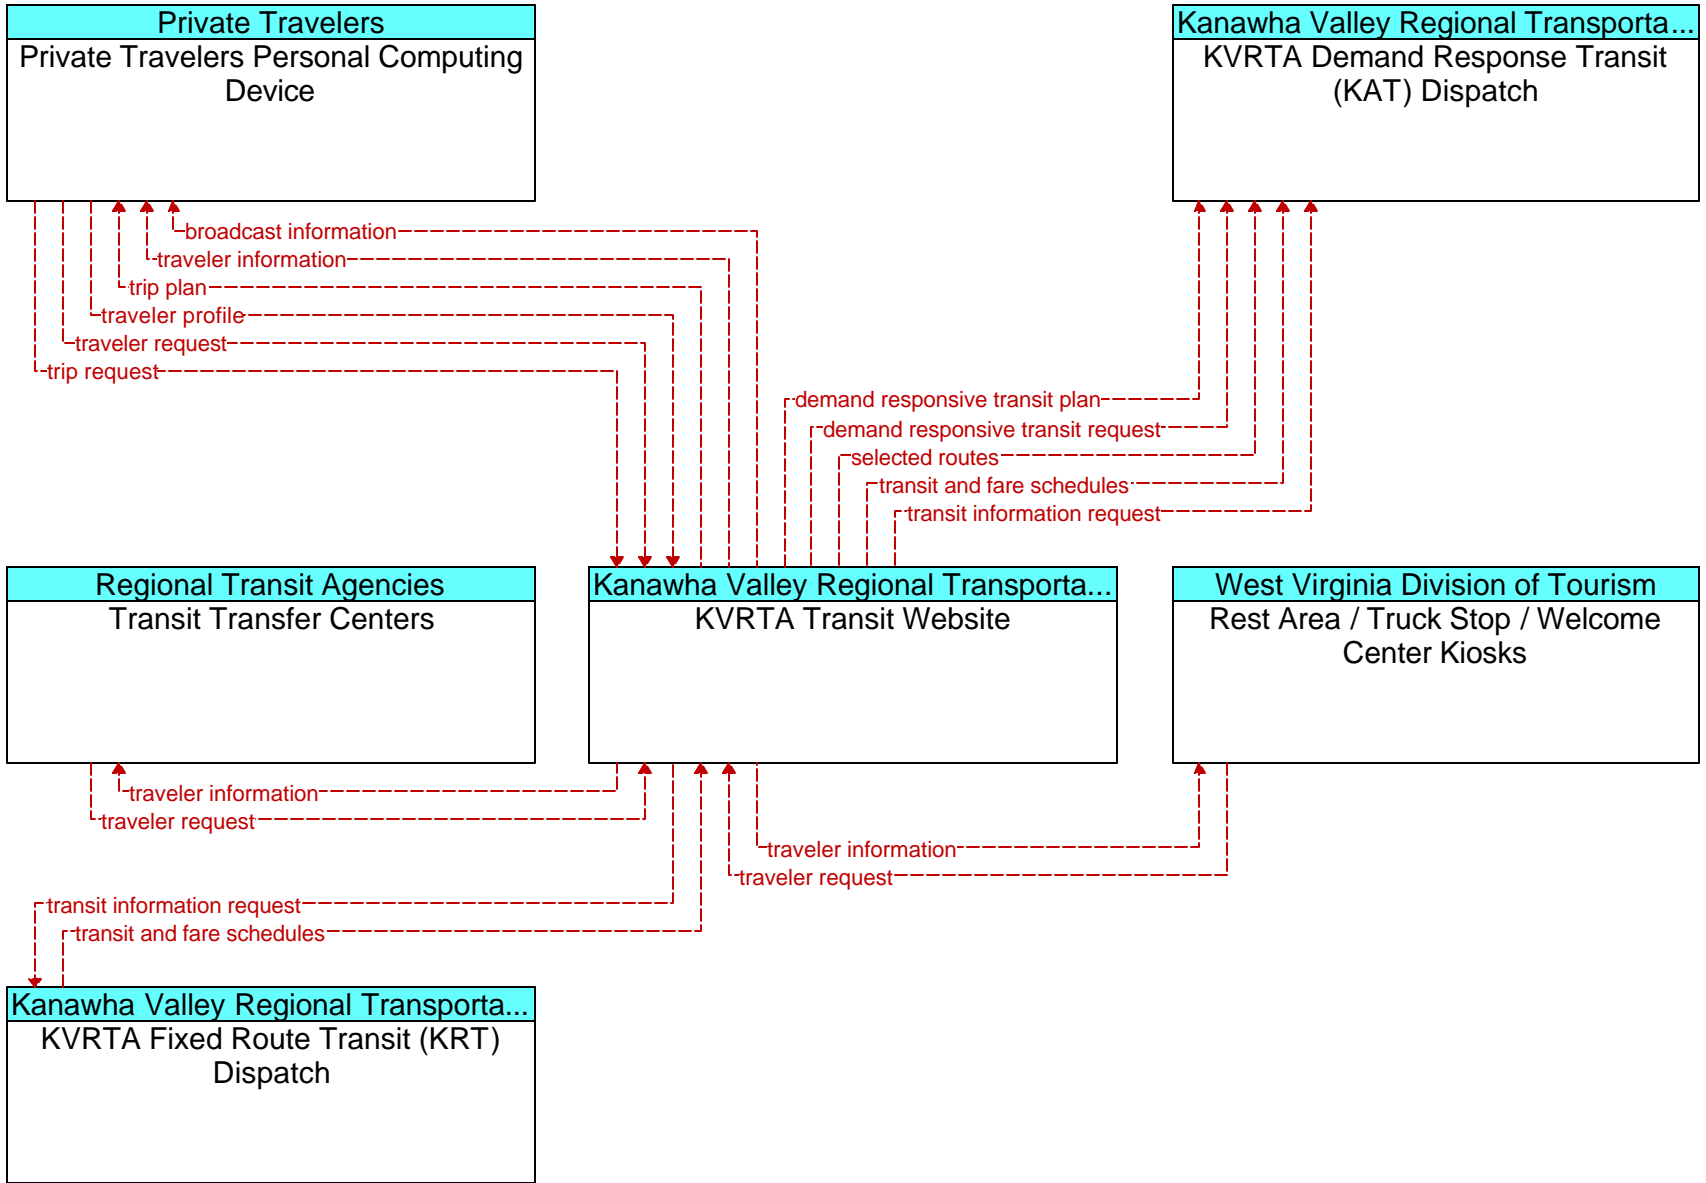 Private Travelers
Private Travelers Personal Computing
Device
Kanawha Valley Regional Transporta...
KVRTA Demand Response Transit
(KAT) Dispatch
broadcast information
traveler information
trip plan
traveler profile
traveler request
trip request
demand responsive transit plan
demand responsive transit request
selected routes
transit and fare schedules
transit information request
Regional Transit Agencies
Transit Transfer Centers
Kanawha Valley Regional Transporta...
KVRTA Transit Website
West Virginia Division of Tourism
Rest Area / Truck Stop / Welcome
Center Kiosks
traveler information
traveler request
traveler information
traveler request
transit information request
transit and fare schedules
Kanawha Valley Regional Transporta...
KVRTA Fixed Route Transit (KRT)
Dispatch